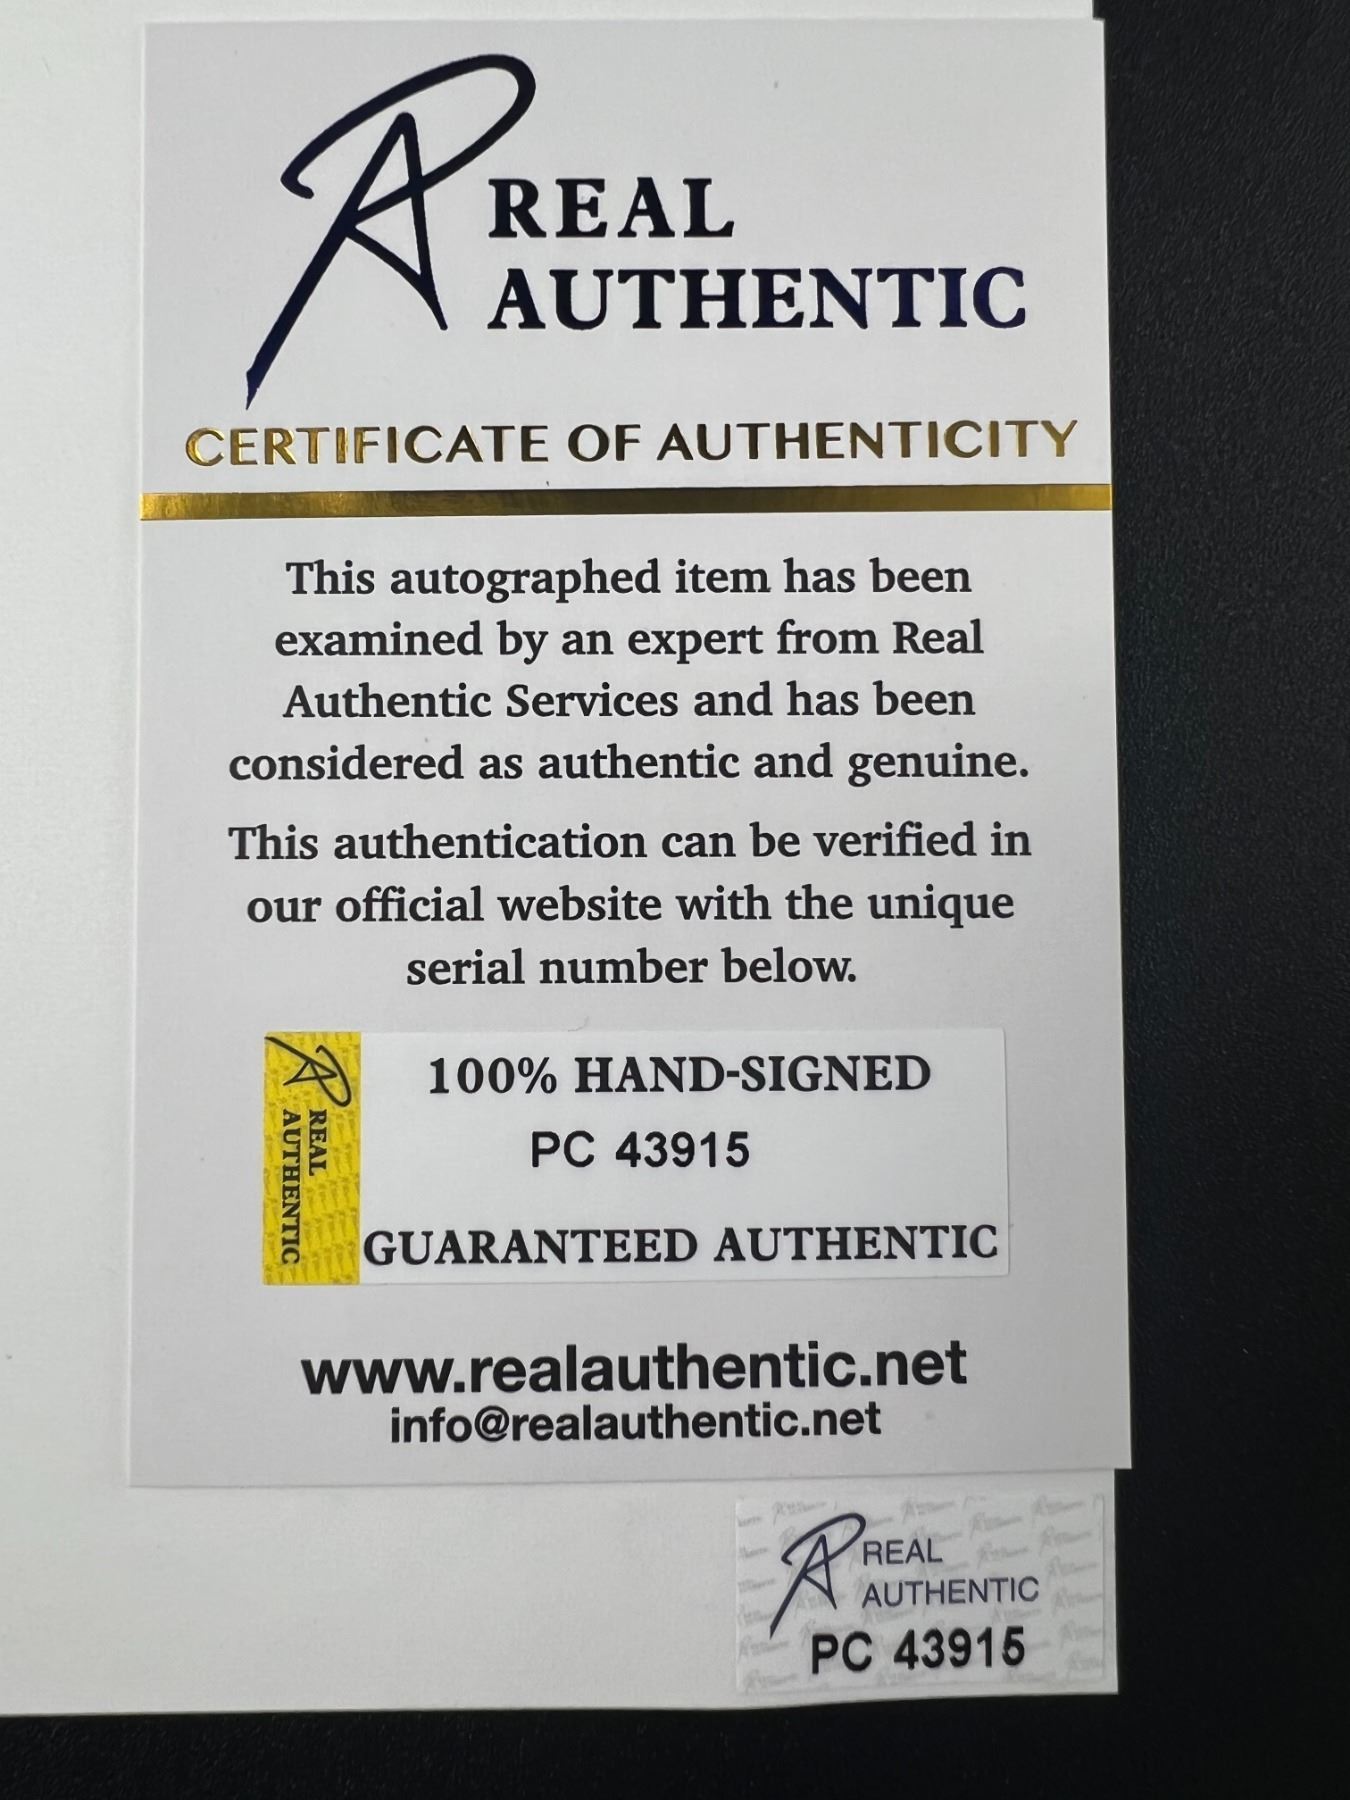 REAL
AUTHENTIC
CERTIFICATE OF AUTHENTICITY
This autographed item has been
examined by an expert from Real
Authentic Services and has been
considered as authentic and genuine.
This authentication can be verified in
our official website with the unique
serial number below.
REAL
AUTHENTIC
100% HAND-SIGNED
PC 43915
GUARANTEED AUTHENTIC
www.realauthentic.net
info@realauthentic.net
REAL
AUTHENTIC
PC 43915